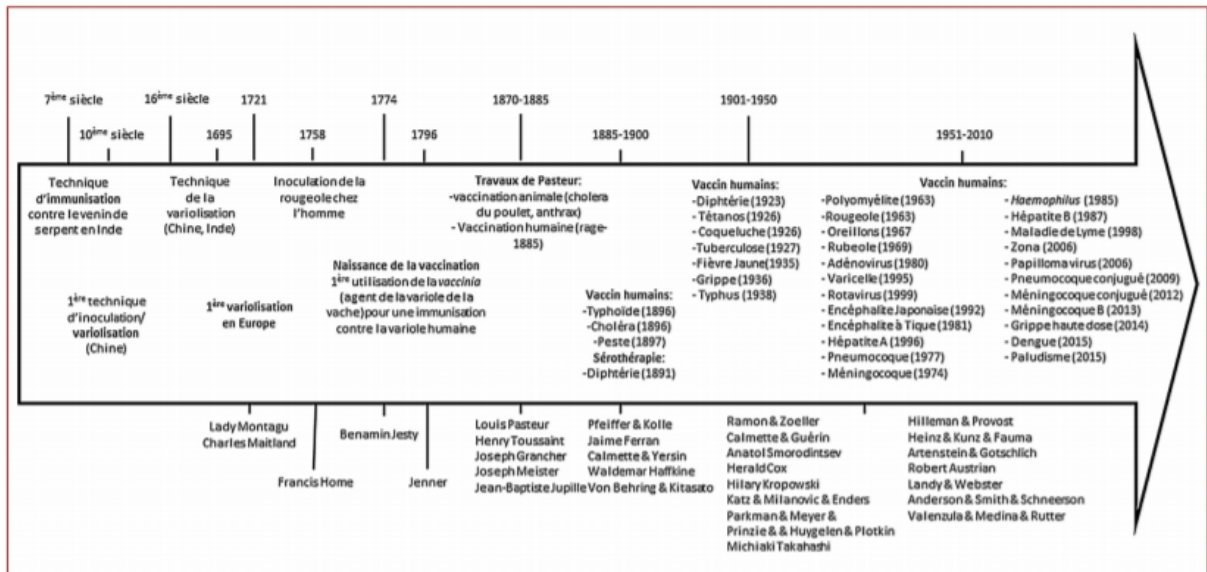 7ème siècle
16ème siècle
1721
1774
1870-1885
1901-1950
10ème siècle
1695
1758
1796
1885-1900
1951-2010
Technique
d'immunisation
contre le venin de
serpent en Inde
1ère technique
d'inoculation/
variolisation
(Chine)
Technique
de la
variolisation
(Chine, Inde)
1ère variolisation
en Europe
Inoculation de la
rougeole chez
l'homme
Naissance de la vaccination
1ère utilisation de la vaccinia
(agent de la variole de la
vache) pour une immunisation
contre la variole humaine
Travaux de Pasteur:
-vaccination animale (cholera
du poulet, anthrax)
- Vaccination humaine (rage-
1885)
Vaccin humains:
-Typhoïde (1896)
-Choléra (1896)
-Peste (1897)
Sérothérapie:
-Diphtérie (1891)
Vaccin humains:
-Diphtérie (1923)
- Tétanos (1926)
- Coqueluche (1926)
-Tuberculose (1927)
-Fièvre Jaune (1935)
-Grippe (1936)
- Typhus (1938)
Vaccin humains:
-Polyomyélite (1963)
- Rougeole (1963)
- Oreillons (1967
- Rubeole (1969)
- Adénovirus (1980)
- Varicelle (1995)
- Rotavirus (1999)
- Encéphalite Japonaise (1992)
- Encéphalite à Tique (1981)
- Hépatite A (1996)
- Pneumocoque (1977)
- Méningocoque (1974)
- Haemophilus (1985)
- Hépatite B (1987)
- Maladie de Lyme (1998)
- Zona (2006)
- Papilloma virus (2006)
- Pneumocoque conjugué (2009)
- Méningocoque conjugué (2012)
- Méningocoque B (2013)
- Grippe haute dose (2014)
- Dengue (2015)
- Paludisme (2015)
Lady Montagu
Charles Maitland
Francis Home
Benamin Jesty
Jenner
Louis Pasteur
Henry Toussaint
Joseph Grancher
Joseph Meister
Jean-Baptiste Jupille
Pfeiffer & Kolle
Jaime Ferran
Calmette & Yersin
Waldemar Haffkine
Von Behring & Kitasato
Ramon & Zoeller
Calmette & Guérin
Anatol Smorodintsev
Herald Cox
Hilary Kropowski
Katz & Milanovic & Enders
Parkman & Meyer &
Prinzie & & Huygelen & Plotkin
Michiaki Takahashi
Hilleman & Provost
Heinz & Kunz & Fauma
Artenstein & Gotschlich
Robert Austrian
Landy & Webster
Anderson & Smith & Schneerson
Valenzula & Medina & Rutter